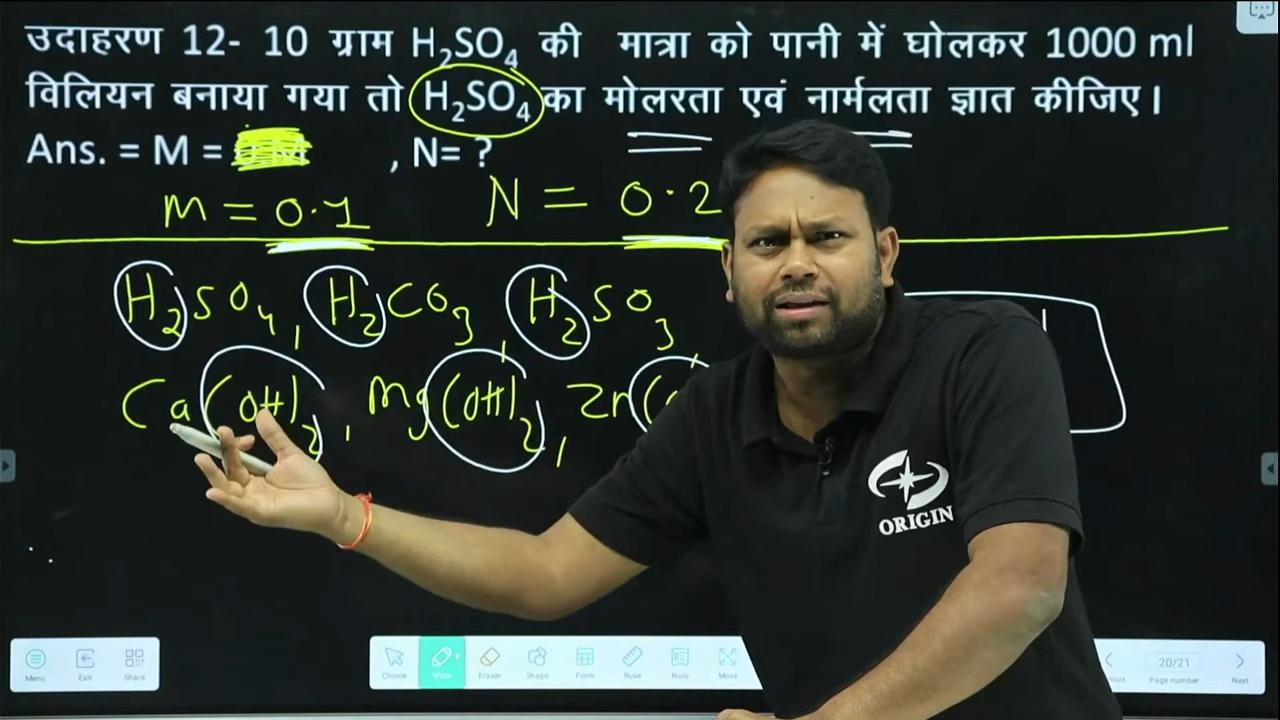 उदाहरण 12- 10 ग्राम H₂SO₄ की मात्रा को पानी में घोलकर 1000 ml
विलियन बनाया गया तो H₂SO₄ का मोलरता एवं नार्मलता ज्ञात कीजिए।
Ans. = M = , N= ?
M = 0.1 N = 0.2
H₂SO₄, H₂CO₃, H₂SO₃,
Ca(OH)₂, Mg(OH)₂, Zn(O
ORIGIN
Menu Exit Share Choice Write Eraser Shape Form Ruler Note Move 20/21 Page number Next